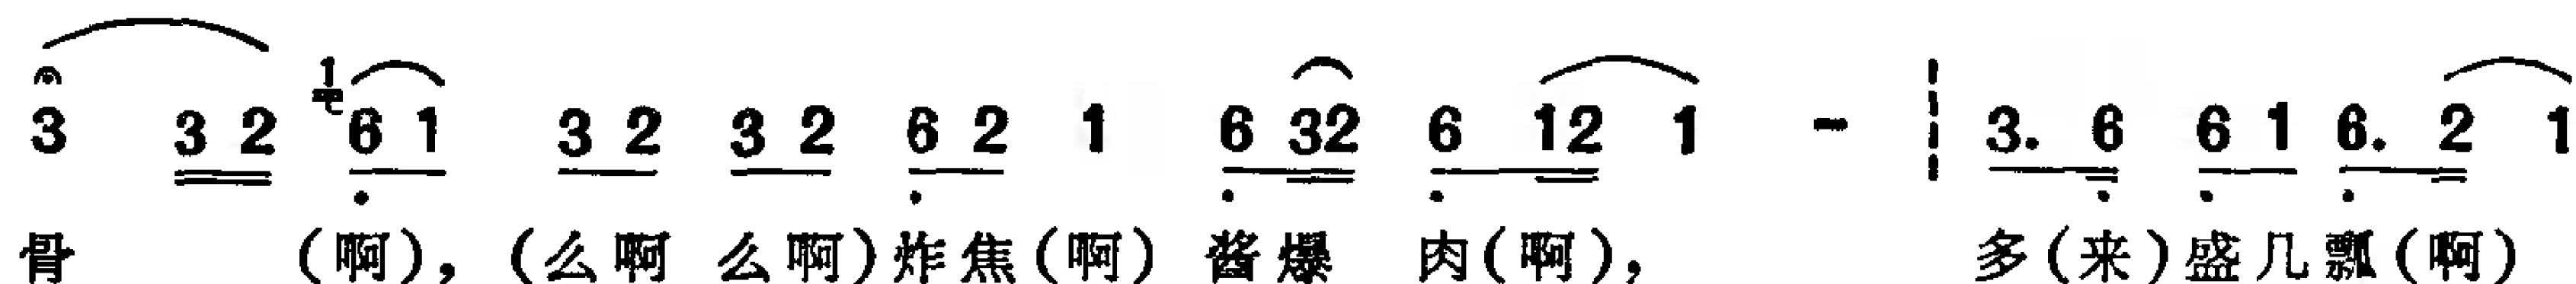 1
3 3 2 6 1 3 2 3 2 6 2 1 6 32 6 12 1 - 3. 6 6 1 6. 2 1
骨 (啊), (么啊 么啊)炸焦(啊) 酱爆 肉(啊), 多(来)盛几瓢(啊)